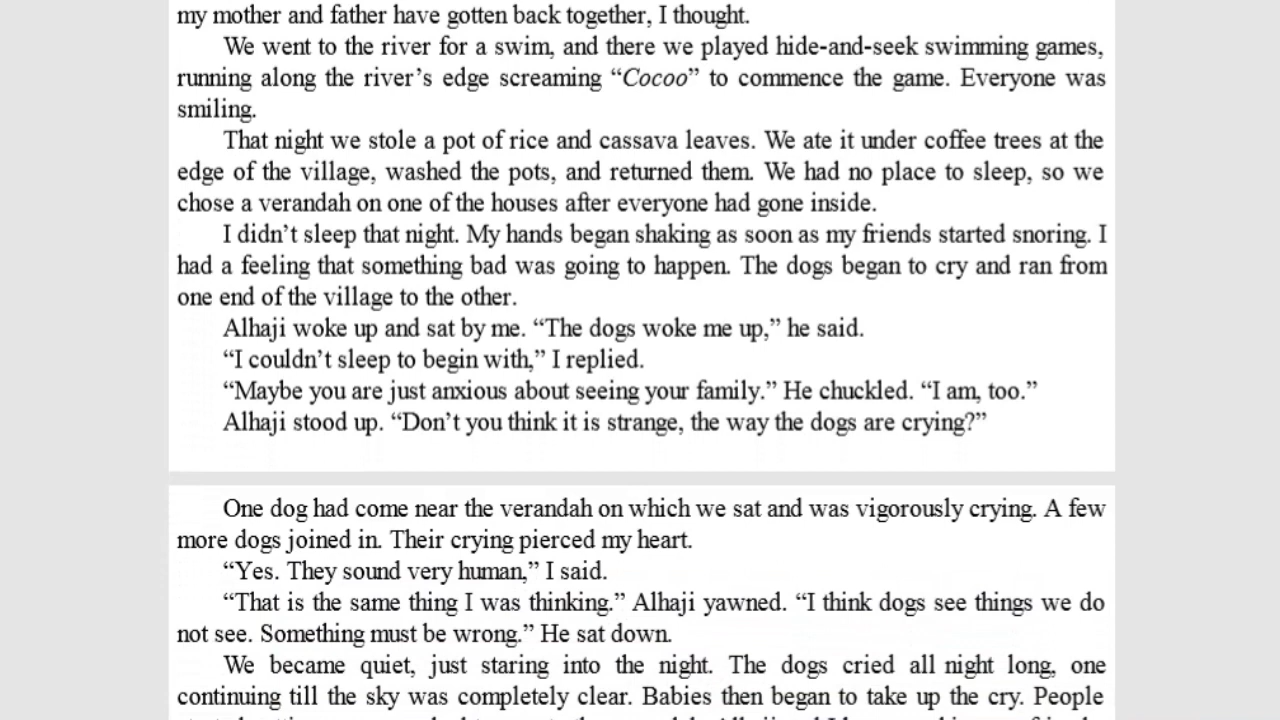 my mother and father have gotten back together, I thought.
We went to the river for a swim, and there we played hide-and-seek swimming games,
running along the river’s edge screaming “Cocoo” to commence the game. Everyone was
smiling.
That night we stole a pot of rice and cassava leaves. We ate it under coffee trees at the
edge of the village, washed the pots, and returned them. We had no place to sleep, so we
chose a verandah on one of the houses after everyone had gone inside.
I didn’t sleep that night. My hands began shaking as soon as my friends started snoring. I
had a feeling that something bad was going to happen. The dogs began to cry and ran from
one end of the village to the other.
Alhaji woke up and sat by me. “The dogs woke me up,” he said.
“I couldn’t sleep to begin with,” I replied.
“Maybe you are just anxious about seeing your family.” He chuckled. “I am, too.”
Alhaji stood up. “Don’t you think it is strange, the way the dogs are crying?”
One dog had come near the verandah on which we sat and was vigorously crying. A few
more dogs joined in. Their crying pierced my heart.
“Yes. They sound very human,” I said.
“That is the same thing I was thinking.” Alhaji yawned. “I think dogs see things we do
not see. Something must be wrong.” He sat down.
We became quiet, just staring into the night. The dogs cried all night long, one
continuing till the sky was completely clear. Babies then began to take up the cry. People